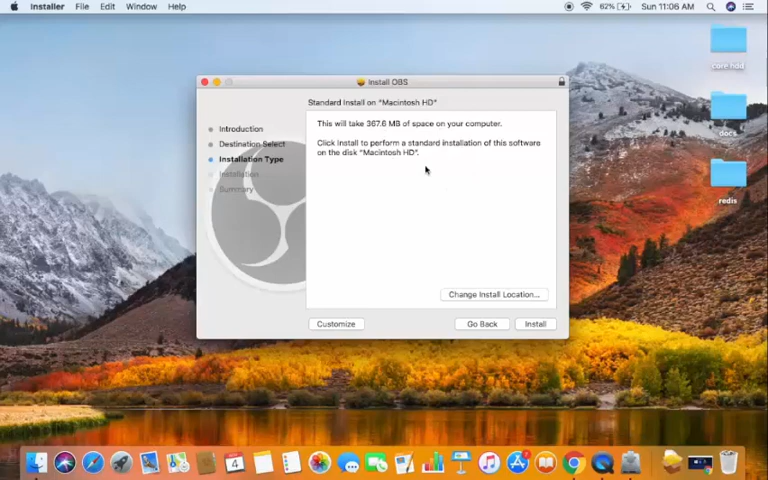 Installer File Edit Window Help
62% Sun 11:06 AM
core hdd
docs
redis
Install OBS
Standard Install on "Macintosh HD"
Introduction
Destination Select
Installation Type
Installation
Summary
This will take 367.6 MB of space on your computer.
Click Install to perform a standard installation of this software
on the disk "Macintosh HD".
Change Install Location...
Customize
Go Back
Install
4